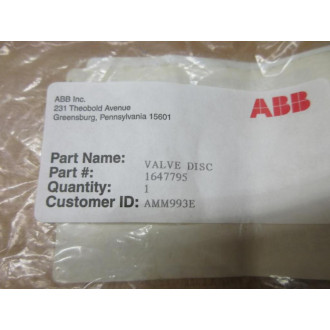 ABB Inc.
231 Theobold Avenue
Greensburg, Pennsylvania 15601
ABB
Part Name: VALVE DISC
Part #: 1647795
Quantity: 1
Customer ID: AMM993E